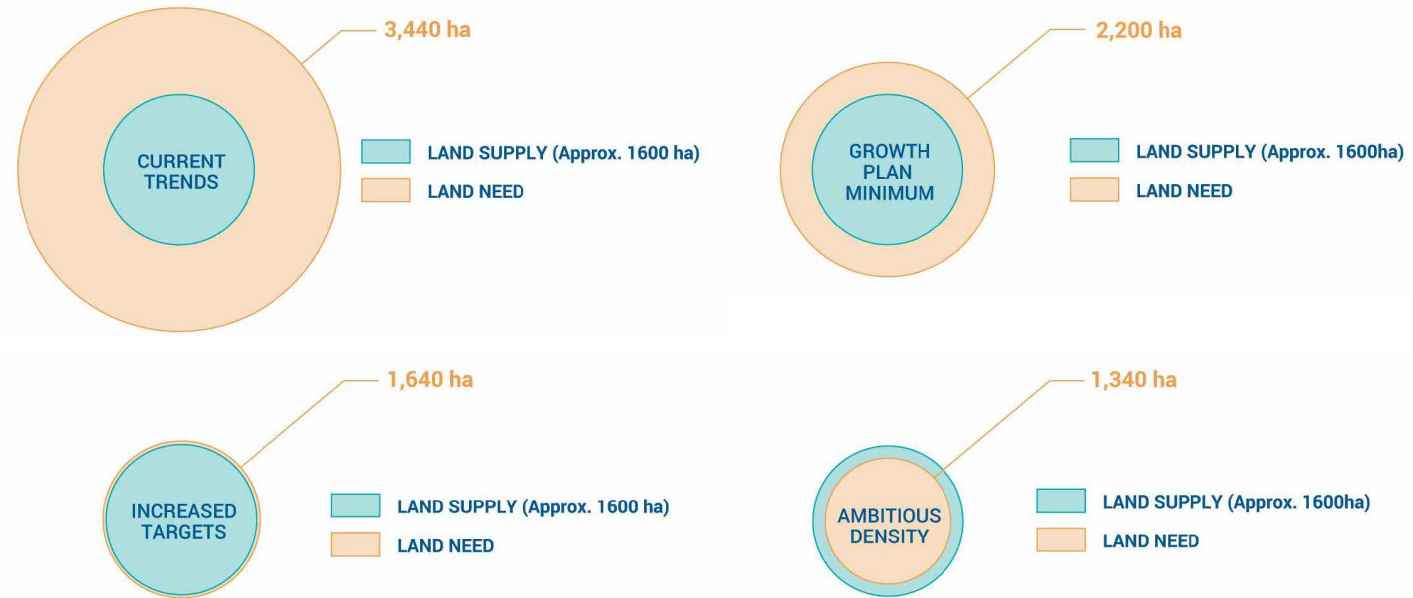 3,440 ha
CURRENT
TRENDS
LAND SUPPLY (Approx. 1600 ha)
LAND NEED
2,200 ha
GROWTH
PLAN
MINIMUM
LAND SUPPLY (Approx. 1600ha)
LAND NEED
1,640 ha
INCREASED
TARGETS
LAND SUPPLY (Approx. 1600 ha)
LAND NEED
1,340 ha
AMBITIOUS
DENSITY
LAND SUPPLY (Approx. 1600ha)
LAND NEED